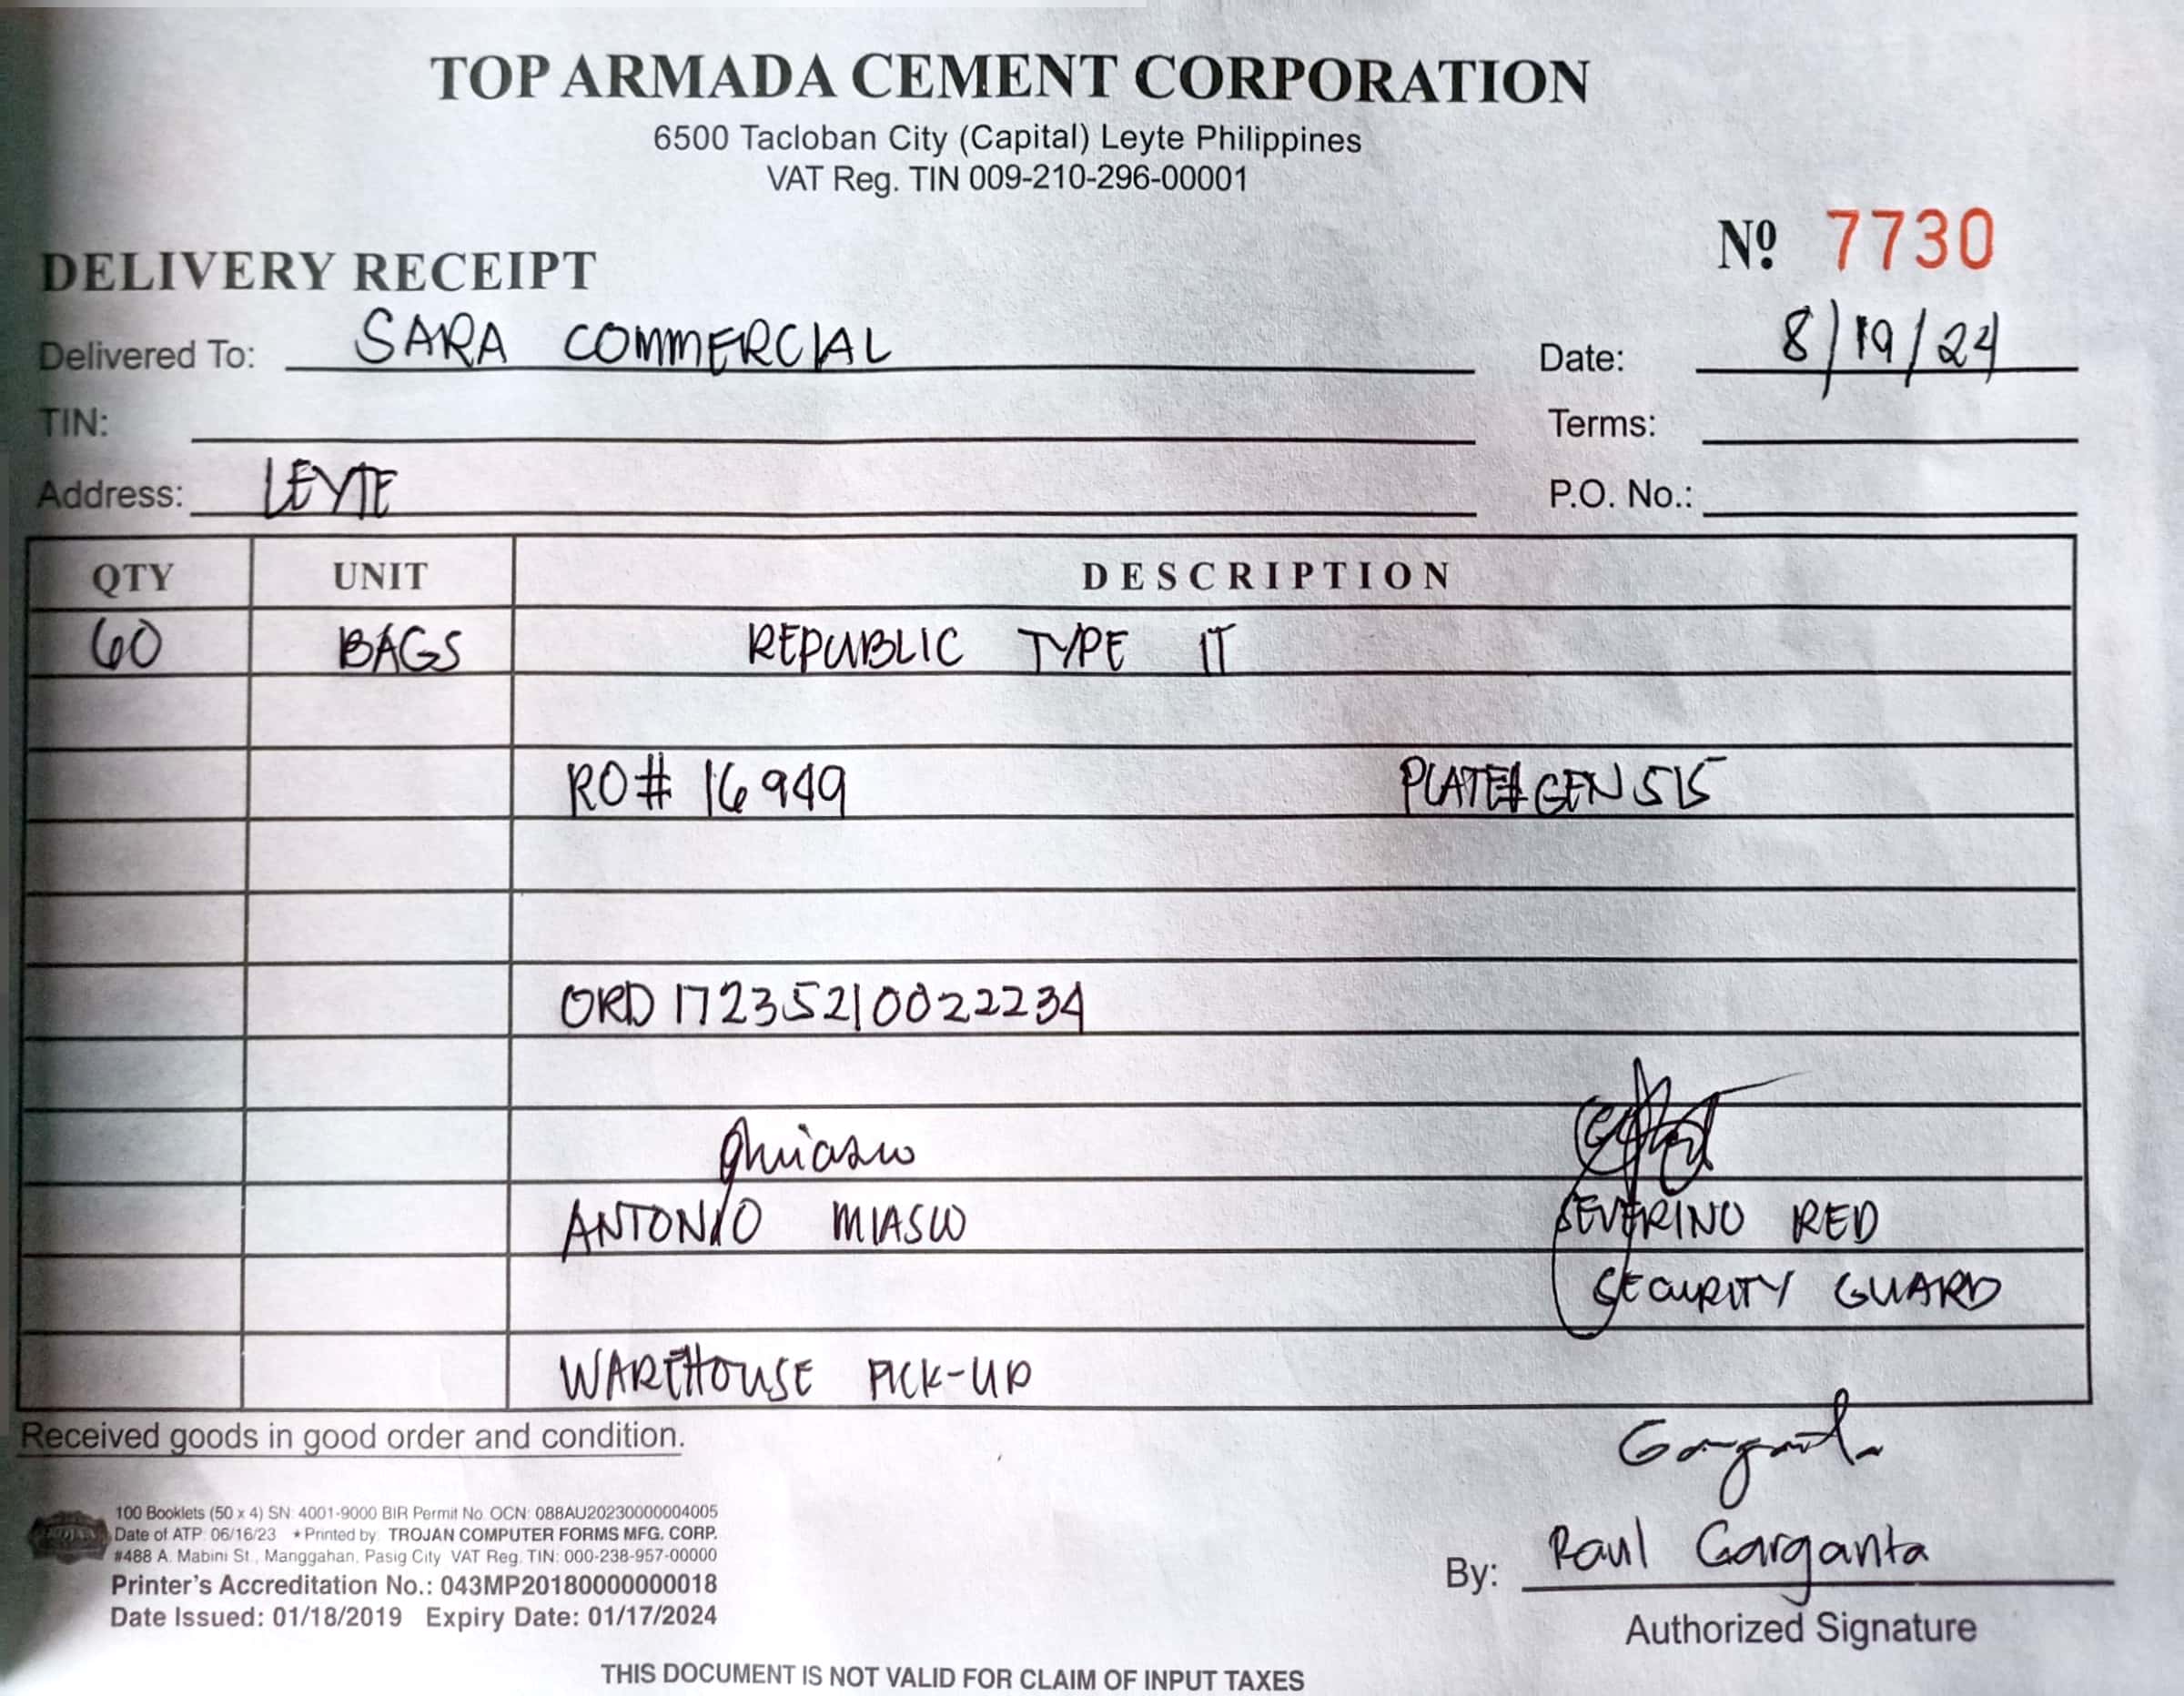 TOP ARMADA CEMENT CORPORATION
6500 Tacloban City (Capital) Leyte Philippines
VAT Reg. TIN 009-210-296-00001
Nº 7730
DELIVERY RECEIPT
Delivered To: SARA COMMERCIAL Date: 8/19/24
TIN: Terms:
Address: LEYTE P.O. No.:
QTY UNIT DESCRIPTION
60 BAGS REPUBLIC TYPE 1T
RO# 16949 PLATE# GEN 515
ORD 1723521002234
ANTONIO MIASCO SEVERINO RED
SECURITY GUARD
WAREHOUSE PICK-UP
Received goods in good order and condition.
100 Booklets (50 x 4) SN: 4001-9000 BIR Permit No. OCN: 088AU20230000004005
Date of ATP: 06/16/23 * Printed by: TROJAN COMPUTER FORMS MFG. CORP.
#488 A. Mabini St., Manggahan, Pasig City VAT Reg. TIN: 000-238-957-00000
Printer's Accreditation No.: 043MP20180000000018
Date Issued: 01/18/2019 Expiry Date: 01/17/2024
By: Raul Garganta
Authorized Signature
THIS DOCUMENT IS NOT VALID FOR CLAIM OF INPUT TAXES